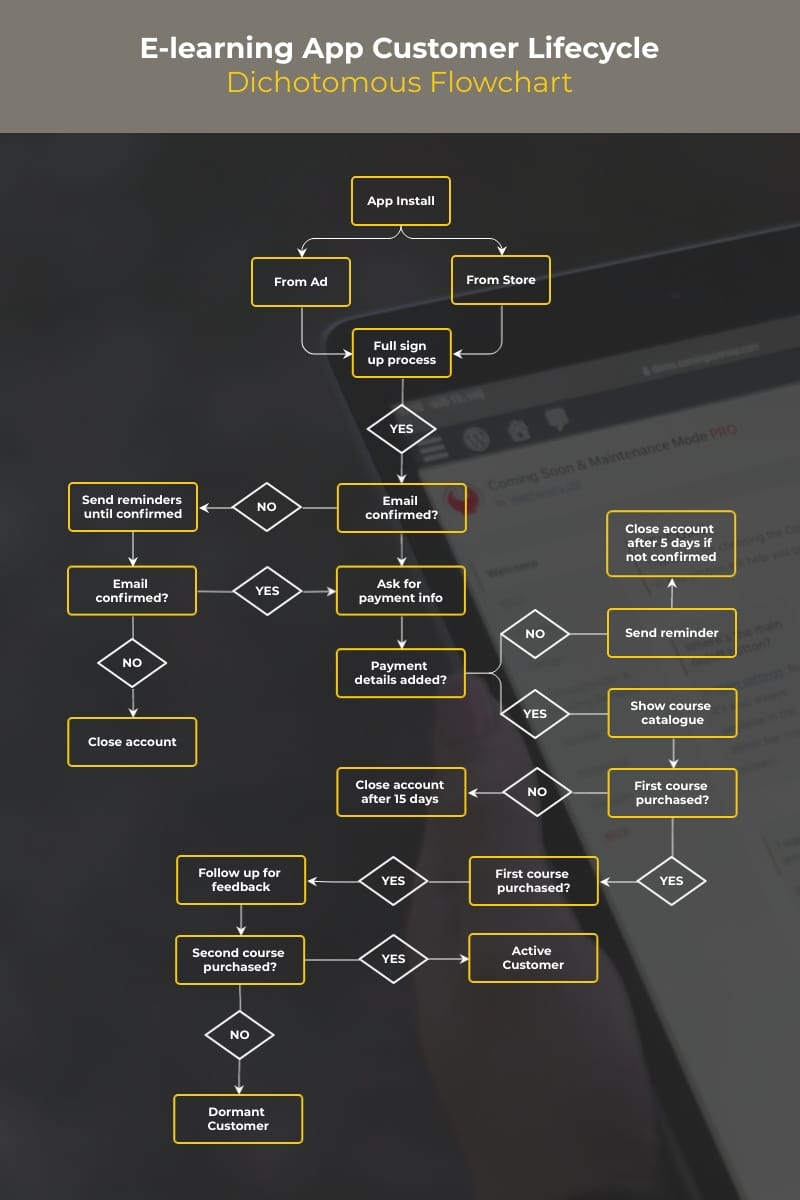 E-learning App Customer Lifecycle
Dichotomous Flowchart
App Install
From Ad
From Store
Full sign
up process
YES
Send reminders
until confirmed
NO
Email
confirmed?
Close account
after 5 days if
not confirmed
Email
confirmed?
YES
Ask for
payment info
NO
Send reminder
NO
Payment
details added?
YES
Show course
catalogue
Close account
Close account
after 15 days
NO
First course
purchased?
Follow up for
feedback
YES
First course
purchased?
YES
Second course
purchased?
YES
Active
Customer
NO
Dormant
Customer
Coming Soon & Maintenance Mode PRO
Welcome